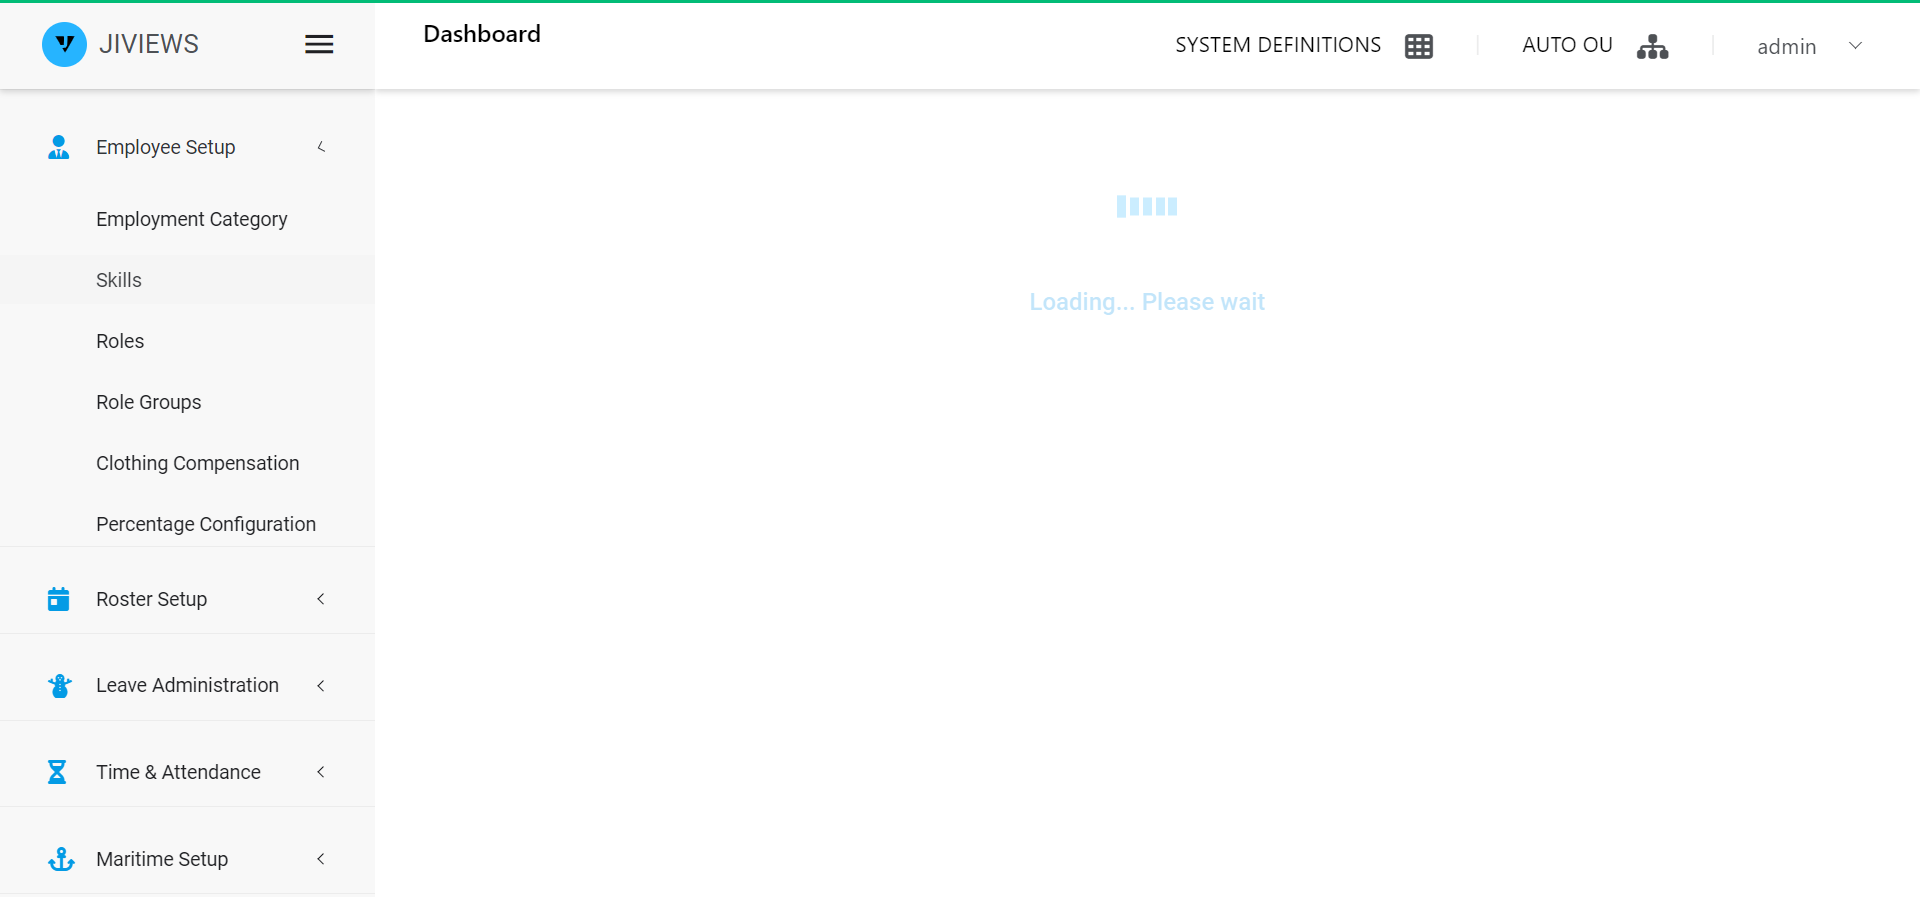 JIVIEWS
Dashboard
SYSTEM DEFINITIONS
AUTO OU
admin
Employee Setup
Employment Category
Skills
Roles
Role Groups
Clothing Compensation
Percentage Configuration
Roster Setup
Leave Administration
Time & Attendance
Maritime Setup
Loading... Please wait